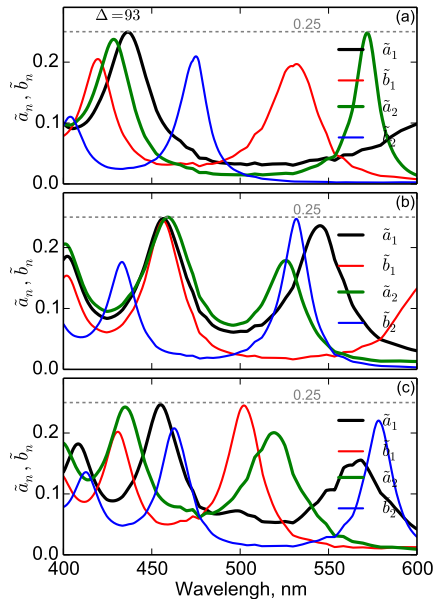 Δ=93
0.25
(a)
ã₁
b̃₁
ã₂
b̃₂
ãₙ, b̃ₙ
0.2
0.1
0.0
0.25
(b)
ã₁
b̃₁
ã₂
b̃₂
ãₙ, b̃ₙ
0.2
0.1
0.0
0.25
(c)
ã₁
b̃₁
ã₂
b̃₂
ãₙ, b̃ₙ
0.2
0.1
0.0
400 450 500 550 600
Wavelengh, nm